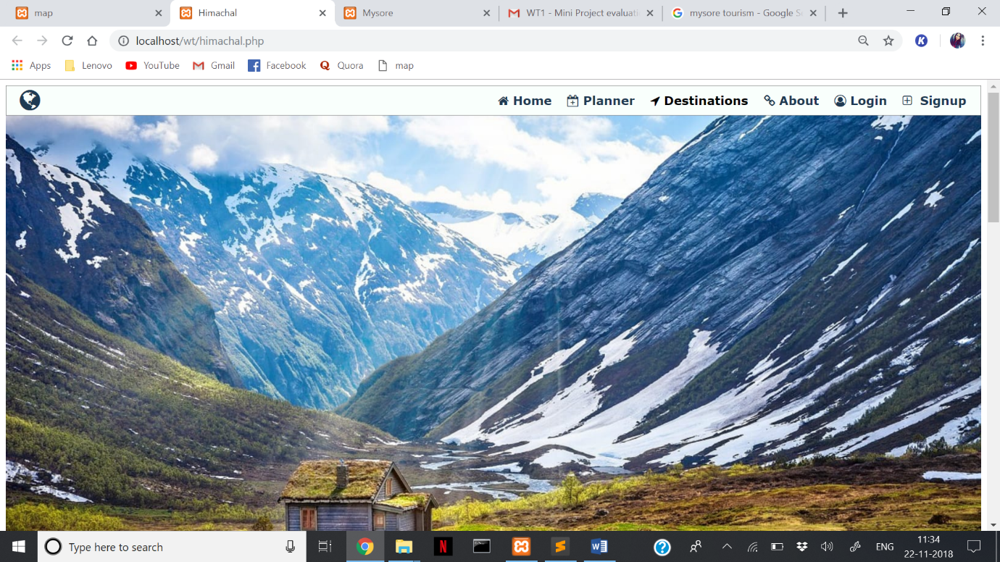 map
Himachal
Mysore
WT1 - Mini Project evaluati
mysore tourism - Google Se
localhost/wt/himachal.php
Apps
Lenovo
YouTube
Gmail
Facebook
Quora
map
Home
Planner
Destinations
About
Login
Signup
Type here to search
ENG
11:34
22-11-2018